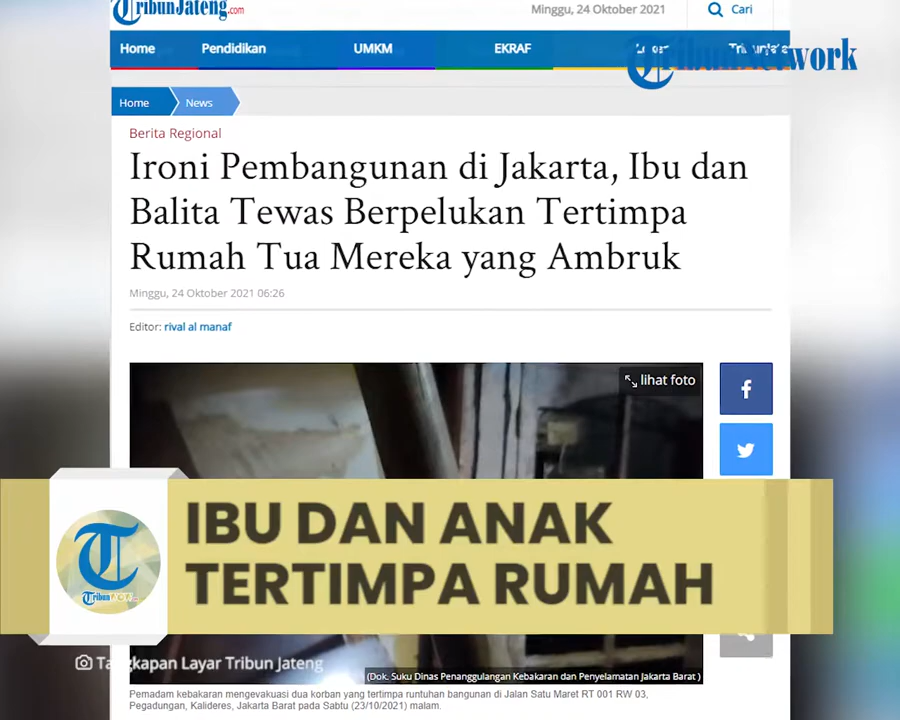 TribunJateng.com
Minggu, 24 Oktober 2021
Cari
Home
Pendidikan
UMKM
EKRAF
Tribun Network
Home
News
Berita Regional
Ironi Pembangunan di Jakarta, Ibu dan
Balita Tewas Berpelukan Tertimpa
Rumah Tua Mereka yang Ambruk
Minggu, 24 Oktober 2021 06:26
Editor: rival al manaf
lihat foto
IBU DAN ANAK
TERTIMPA RUMAH
Tangkapan Layar Tribun Jateng
(Dok. Suku Dinas Penanggulangan Kebakaran dan Penyelamatan Jakarta Barat )
Pemadam kebakaran mengevakuasi dua korban yang tertimpa runtuhan bangunan di Jalan Satu Maret RT 001 RW 03,
Pegadungan, Kalideres, Jakarta Barat pada Sabtu (23/10/2021) malam.